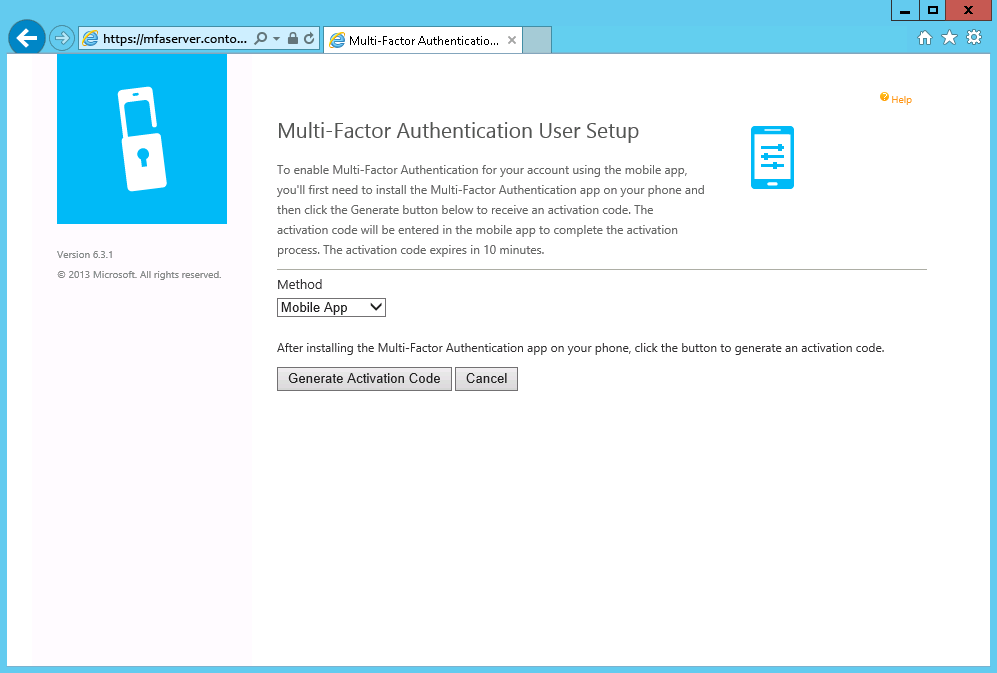 https://mfaserver.conto...
Multi-Factor Authenticatio...
Help
Multi-Factor Authentication User Setup
To enable Multi-Factor Authentication for your account using the mobile app,
you'll first need to install the Multi-Factor Authentication app on your phone and
then click the Generate button below to receive an activation code. The
activation code will be entered in the mobile app to complete the activation
process. The activation code expires in 10 minutes.
Version 6.3.1
© 2013 Microsoft. All rights reserved.
Method
Mobile App
After installing the Multi-Factor Authentication app on your phone, click the button to generate an activation code.
Generate Activation Code Cancel